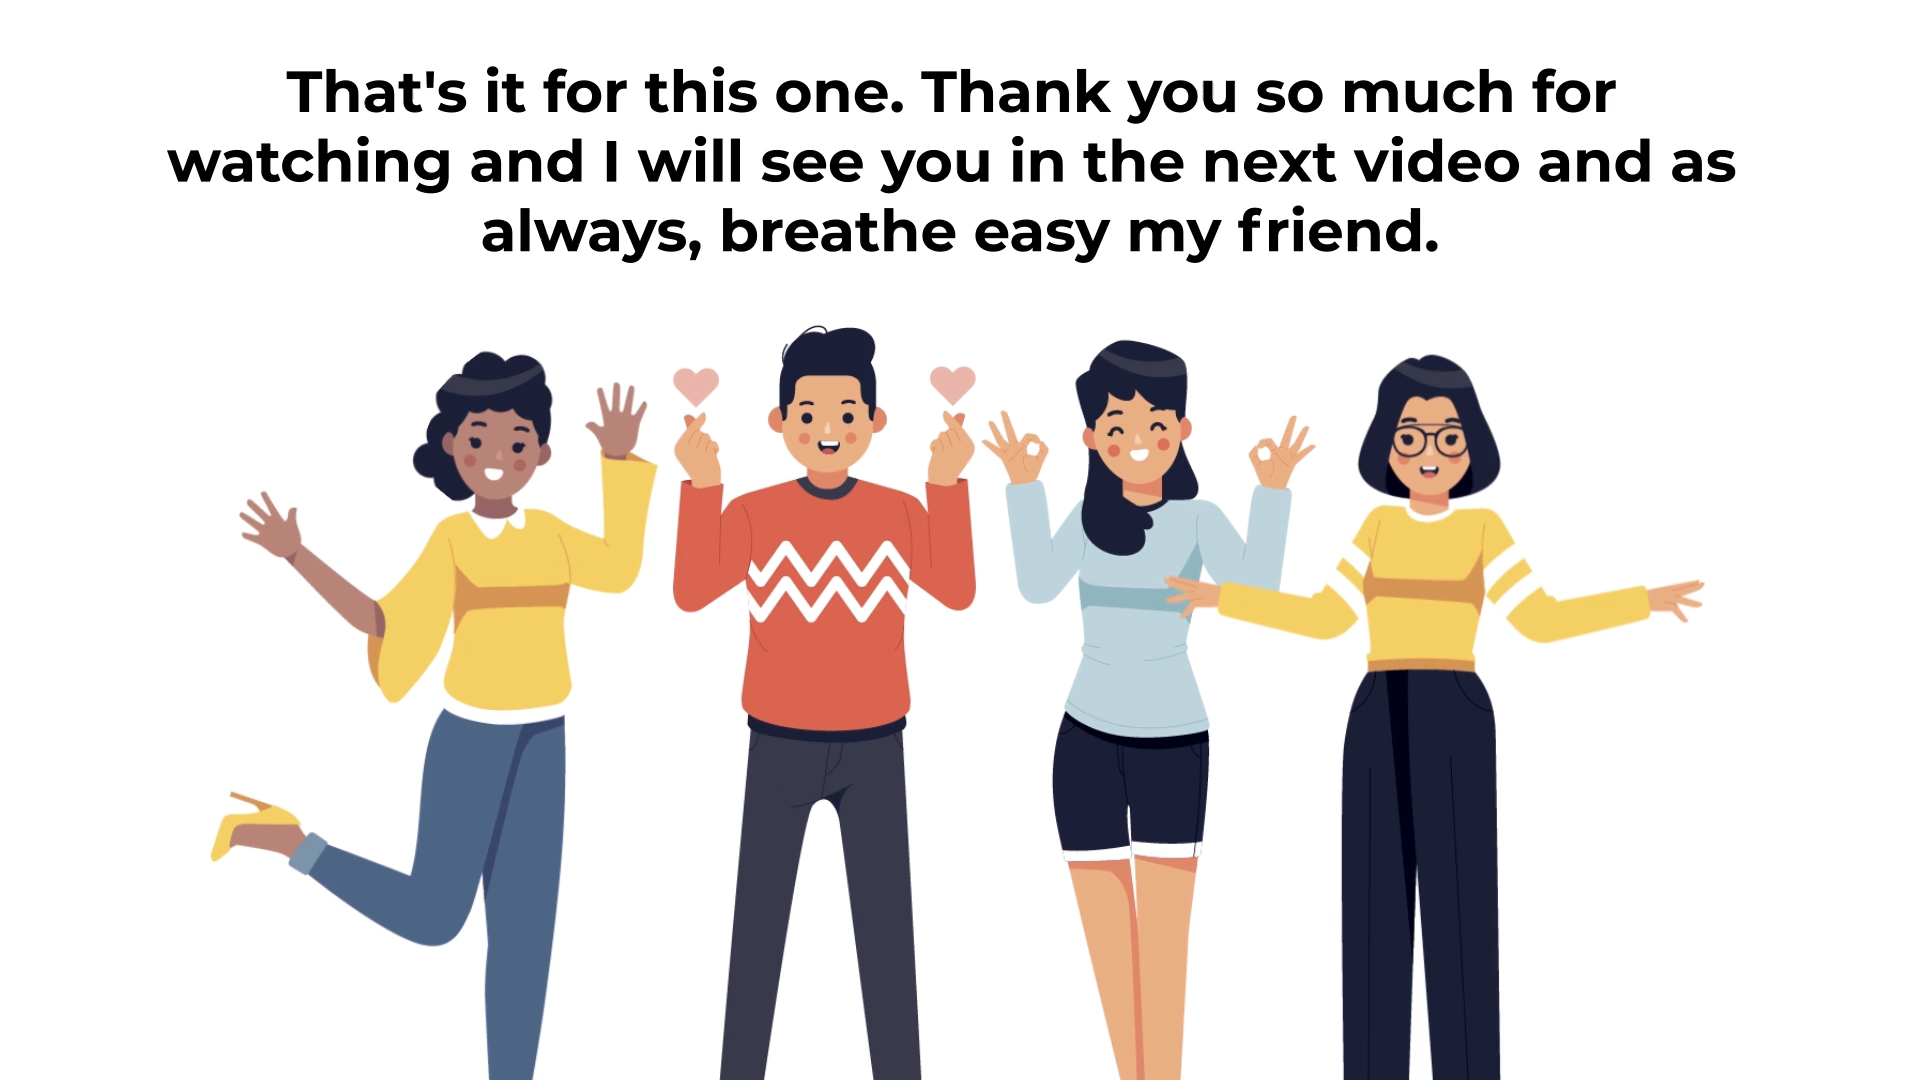 That's it for this one. Thank you so much for
watching and I will see you in the next video and as
always, breathe easy my friend.